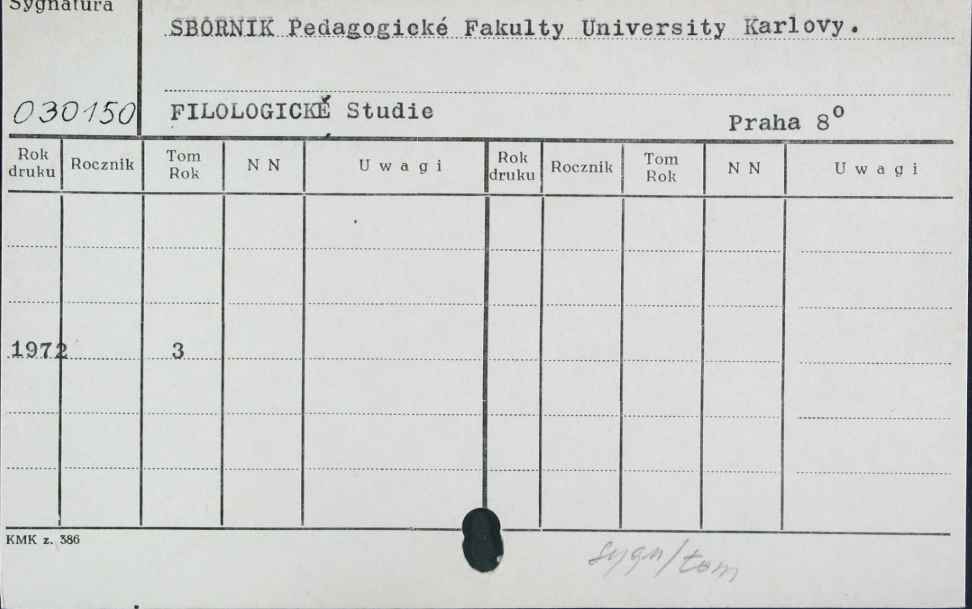 Sygnatura
SBORNIK Pedagogické Fakulty University Karlovy.
030150
FILOLOGICKÉ Studie
Praha 8º
Rok druku Rocznik Tom Rok N N Uwagi Rok druku Rocznik Tom Rok N N Uwagi
1972 3
KMK z. 386
sygn/tom